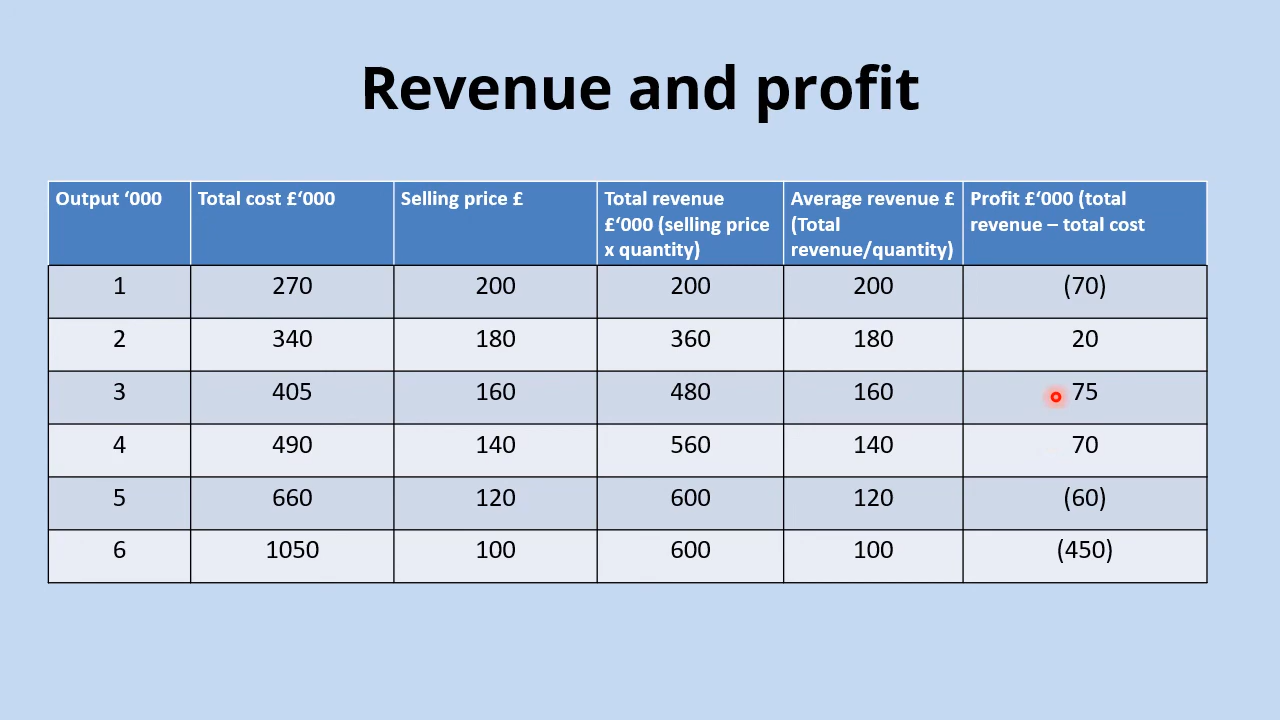 Revenue and profit
Output ‘000
Total cost £‘000
Selling price £
Total revenue
£‘000 (selling price
x quantity)
Average revenue £
(Total
revenue/quantity)
Profit £‘000 (total
revenue – total cost
1 270 200 200 200 (70)
2 340 180 360 180 20
3 405 160 480 160 75
4 490 140 560 140 70
5 660 120 600 120 (60)
6 1050 100 600 100 (450)